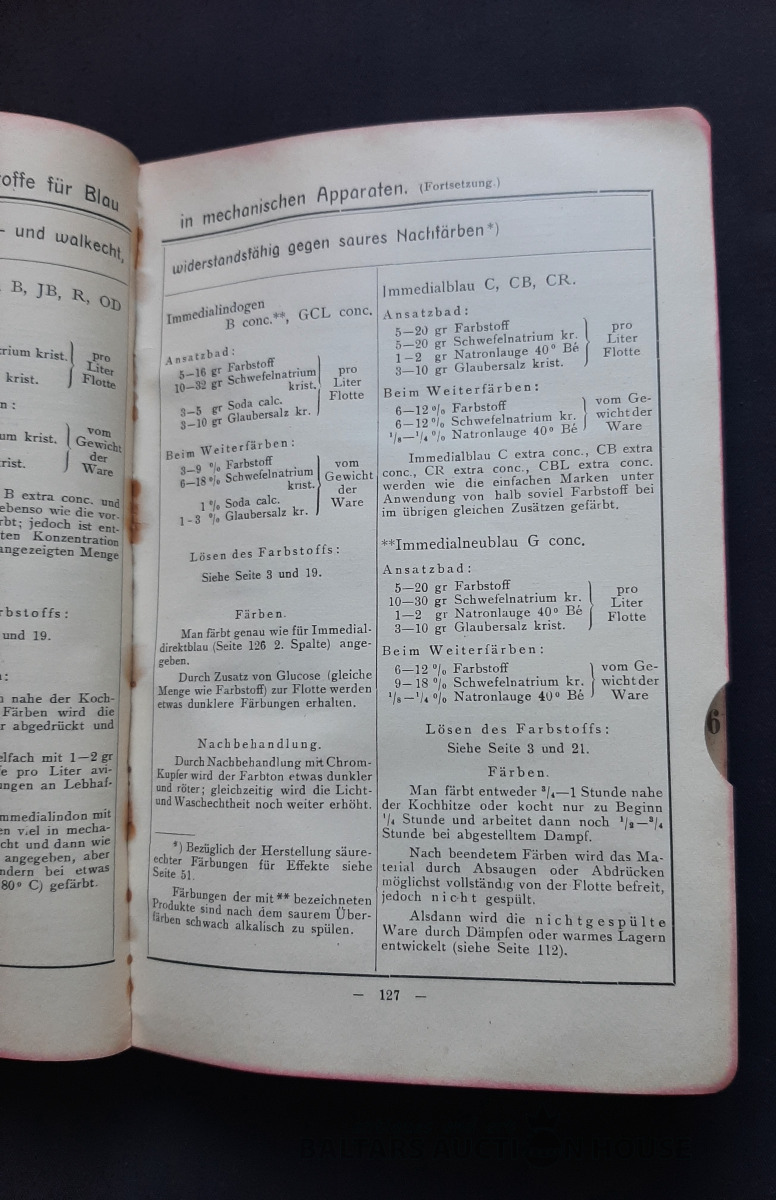 offe für Blau
- und walkecht,
B, JB, R, OD
rium krist.
krist.
pro
Liter
Flotte
n :
um krist.
rist.
vom
Gewicht
der
Ware
B extra conc. und
ebenso wie die vor-
rbt; jedoch ist ent-
ten Konzentration
angezeigten Menge
rbstoffs:
und 19.
:
nahe der Koch-
Färben wird die
r abgedrückt und
elfach mit 1—2 gr
e pro Liter avi-
ungen an Lebhaf-
mmedialindon mit
en viel in mecha-
cht und dann wie
angegeben, aber
ndern bei etwas
80° C) gefärbt.
in mechanischen Apparaten. (Fortsetzung.)
widerstandsfähig gegen saures Nachfärben*)
Immedialindogen
B conc.**, GCL conc.
Ansatzbad:
5—16 gr Farbstoff
10—32 gr Schwefelnatrium
krist.
3—5 gr Soda calc.
3—10 gr Glaubersalz kr.
pro
Liter
Flotte
Beim Weiterfärben:
3—9 % Farbstoff
6—18 % Schwefelnatrium
krist.
1 % Soda calc.
1-3 % Glaubersalz kr.
vom
Gewicht
der
Ware
Lösen des Farbstoffs:
Siehe Seite 3 und 19.
Färben.
Man färbt genau wie für Immedial-
direktblau (Seite 126 2. Spalte) ange-
geben.
Durch Zusatz von Glucose (gleiche
Menge wie Farbstoff) zur Flotte werden
etwas dunklere Färbungen erhalten.
Nachbehandlung.
Durch Nachbehandlung mit Chrom-
Kupfer wird der Farbton etwas dunkler
und röter; gleichzeitig wird die Licht-
und Waschechtheit noch weiter erhöht.
*) Bezüglich der Herstellung säure-
echter Färbungen für Effekte siehe
Seite 51.
Färbungen der mit ** bezeichneten
Produkte sind nach dem saurem Über-
färben schwach alkalisch zu spülen.
Immedialblau C, CB, CR.
Ansatzbad:
5—20 gr Farbstoff
5—20 gr Schwefelnatrium kr.
1—2 gr Natronlauge 40° Bé
3—10 gr Glaubersalz krist.
pro
Liter
Flotte
Beim Weiterfärben:
6—12 % Farbstoff
6—12 % Schwefelnatrium kr.
1/8—1/4 % Natronlauge 40° Bé
vom Ge-
wicht der
Ware
Immedialblau C extra conc., CB extra
conc., CR extra conc., CBL extra conc.
werden wie die einfachen Marken unter
Anwendung von halb soviel Farbstoff bei
im übrigen gleichen Zusätzen gefärbt.
**Immedialneublau G conc.
Ansatzbad:
5—20 gr Farbstoff
10—30 gr Schwefelnatrium kr.
1—2 gr Natronlauge 40° Bé
3—10 gr Glaubersalz krist.
pro
Liter
Flotte
Beim Weiterfärben:
6—12 % Farbstoff
9—18 % Schwefelnatrium kr.
1/8—1/4 % Natronlauge 40° Bé
vom Ge-
wicht der
Ware
Lösen des Farbstoffs:
Siehe Seite 3 und 21.
Färben.
Man färbt entweder 3/4—1 Stunde nahe
der Kochhitze oder kocht nur zu Beginn
1/4 Stunde und arbeitet dann noch 1/2—3/4
Stunde bei abgestelltem Dampf.
Nach beendetem Färben wird das Ma-
terial durch Absaugen oder Abdrücken
möglichst vollständig von der Flotte befreit,
jedoch nicht gespült.
Alsdann wird die nichtgespülte
Ware durch Dämpfen oder warmes Lagern
entwickelt (siehe Seite 112).
— 127 —
6
BALTARS AUCTION HOUSE